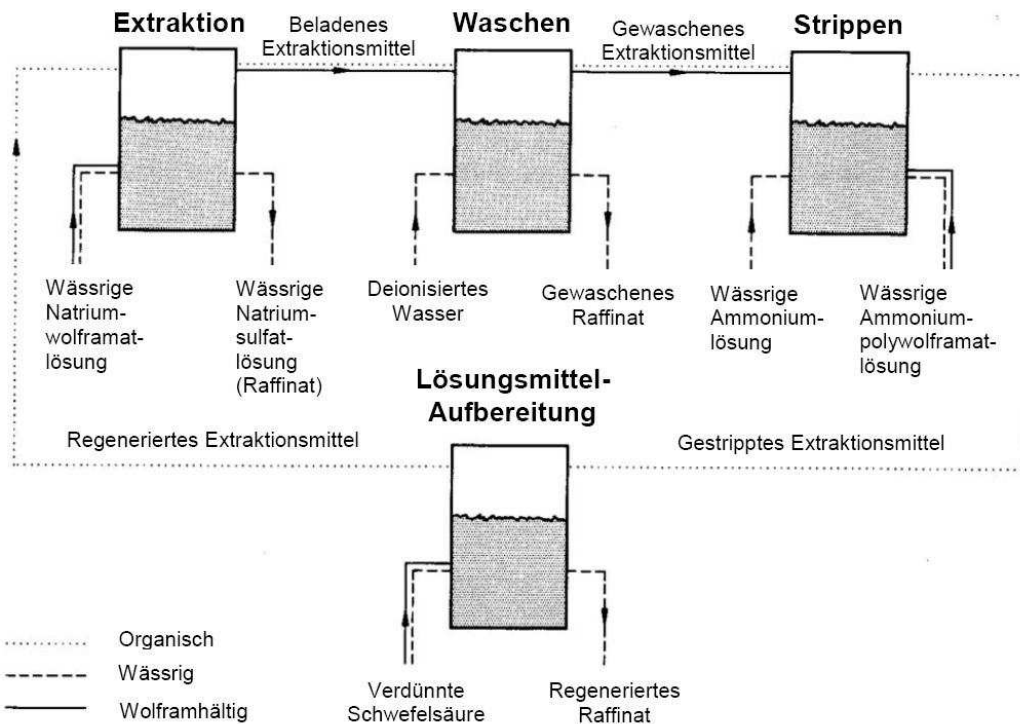 Extraktion
Beladenes
Extraktionsmittel
Waschen
Gewaschenes
Extraktionsmittel
Strippen
Wässrige
Natrium-
wolframat-
lösung
Wässrige
Natrium-
sulfat-
lösung
(Raffinat)
Deionisiertes
Wasser
Gewaschenes
Raffinat
Wässrige
Ammonium-
lösung
Wässrige
Ammonium-
polywolframat-
lösung
Lösungsmittel-
Aufbereitung
Regeneriertes Extraktionsmittel
Gestripptes Extraktionsmittel
Organisch
Wässrig
Wolframhältig
Verdünnte
Schwefelsäure
Regeneriertes
Raffinat